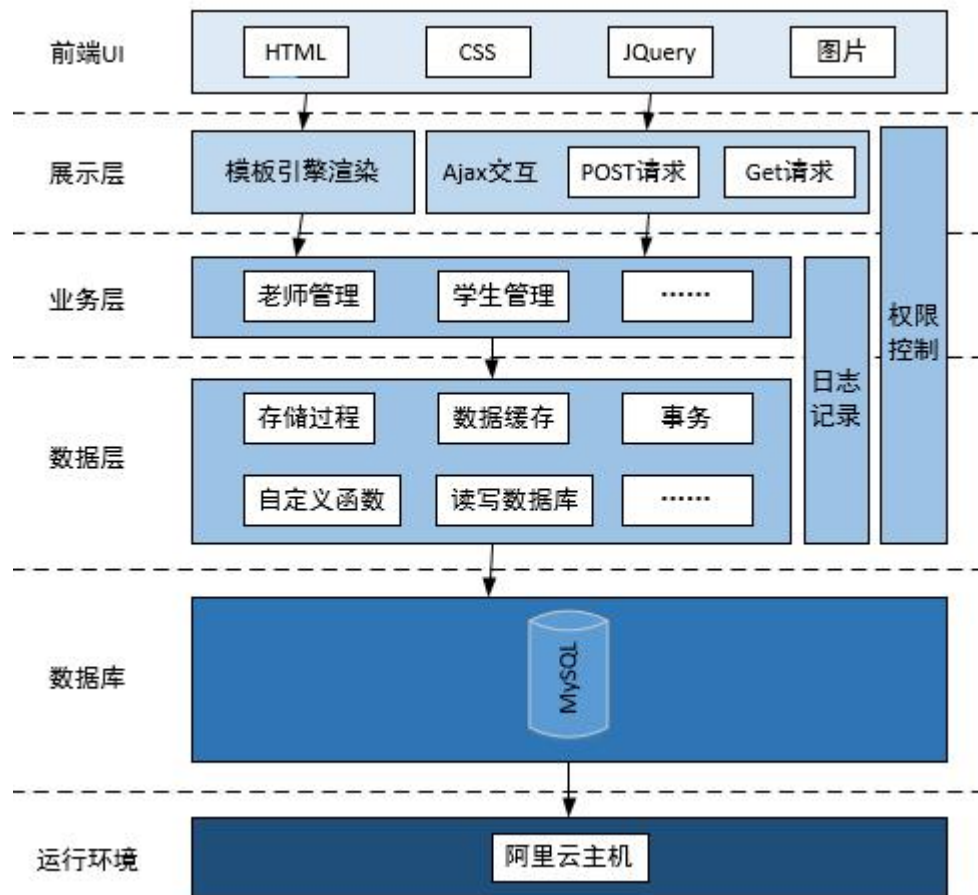 前端UI
HTML
CSS
JQuery
图片
展示层
模板引擎渲染
Ajax交互
POST请求
Get请求
业务层
老师管理
学生管理
……
权限
控制
日志
记录
数据层
存储过程
数据缓存
事务
自定义函数
读写数据库
……
数据库
MySQL
运行环境
阿里云主机